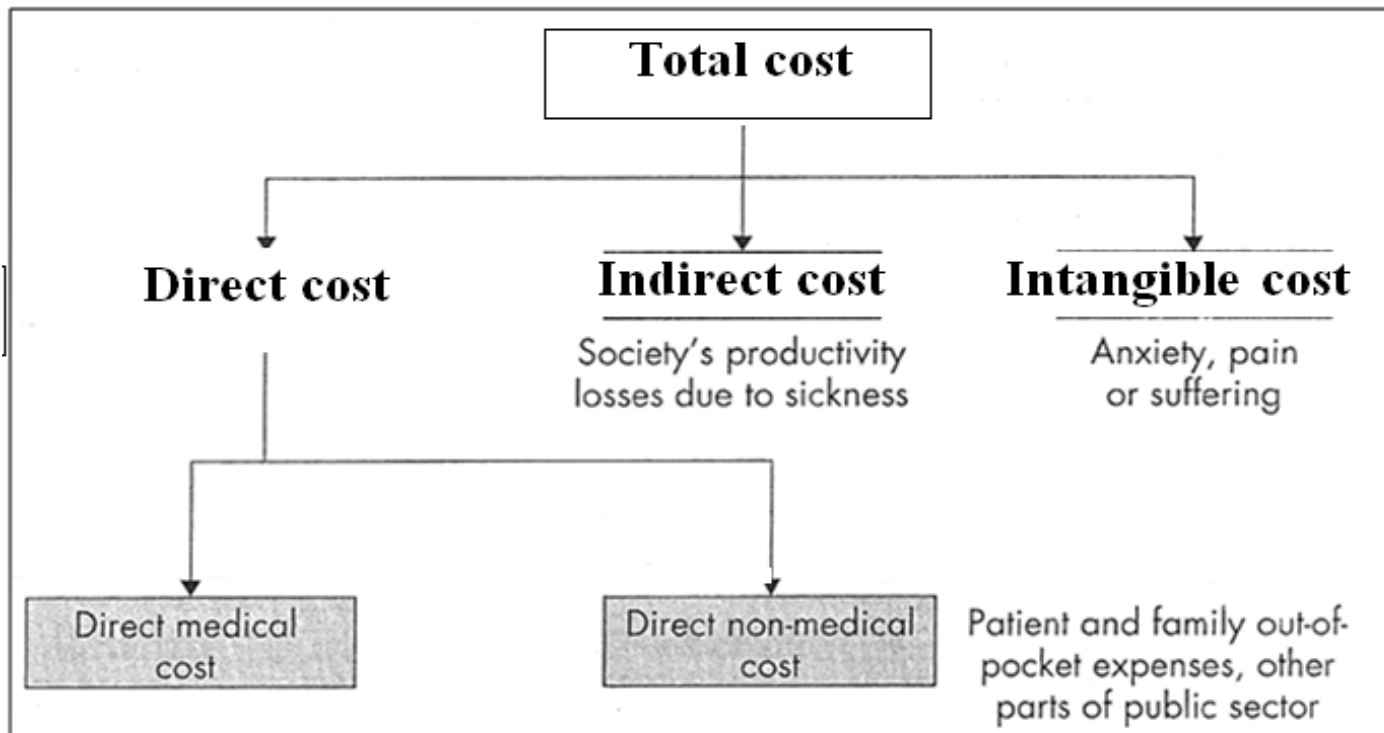 Total cost
Direct cost
Indirect cost
Intangible cost
Society's productivity
losses due to sickness
Anxiety, pain
or suffering
Direct medical
cost
Direct non-medical
cost
Patient and family out-of-
pocket expenses, other
parts of public sector